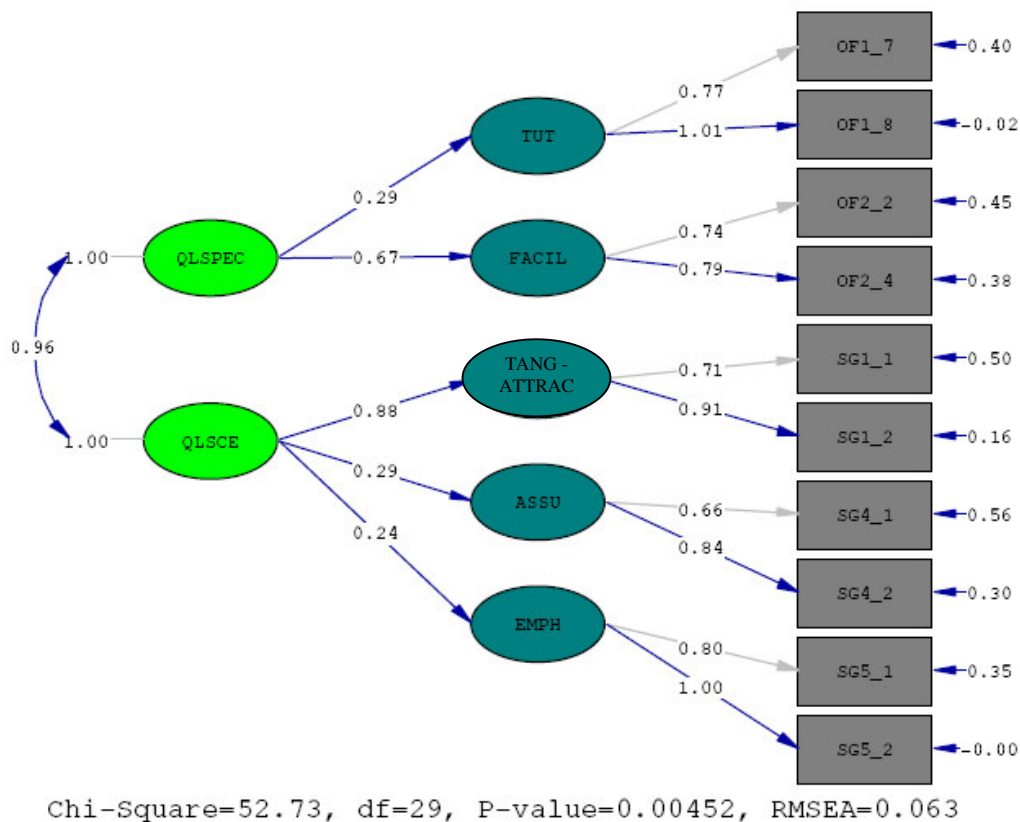 OF1_7
0.40
0.77
OF1_8
-0.02
1.01
TUT
0.29
OF2_2
0.45
0.74
1.00
QLSPEC
0.67
FACIL
0.79
OF2_4
0.38
0.96
SG1_1
0.50
0.71
TANG -
ATTRAC
0.88
0.91
SG1_2
0.16
1.00
QLSCE
0.29
ASSU
0.66
SG4_1
0.56
0.84
0.24
SG4_2
0.30
EMPH
0.80
SG5_1
0.35
1.00
SG5_2
-0.00
Chi-Square=52.73, df=29, P-value=0.00452, RMSEA=0.063